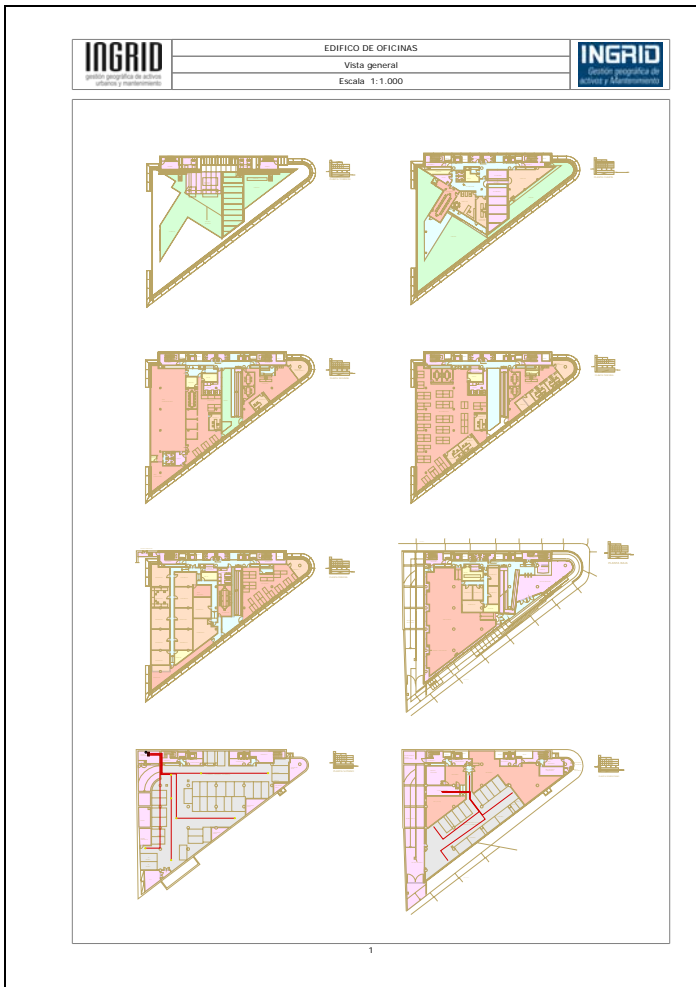 INGRID
gestión geográfica de activos
urbanos y mantenimiento
EDIFICO DE OFICINAS
Vista general
Escala 1:1.000
INGRID
Gestión geográfica de
activos y Mantenimiento
1